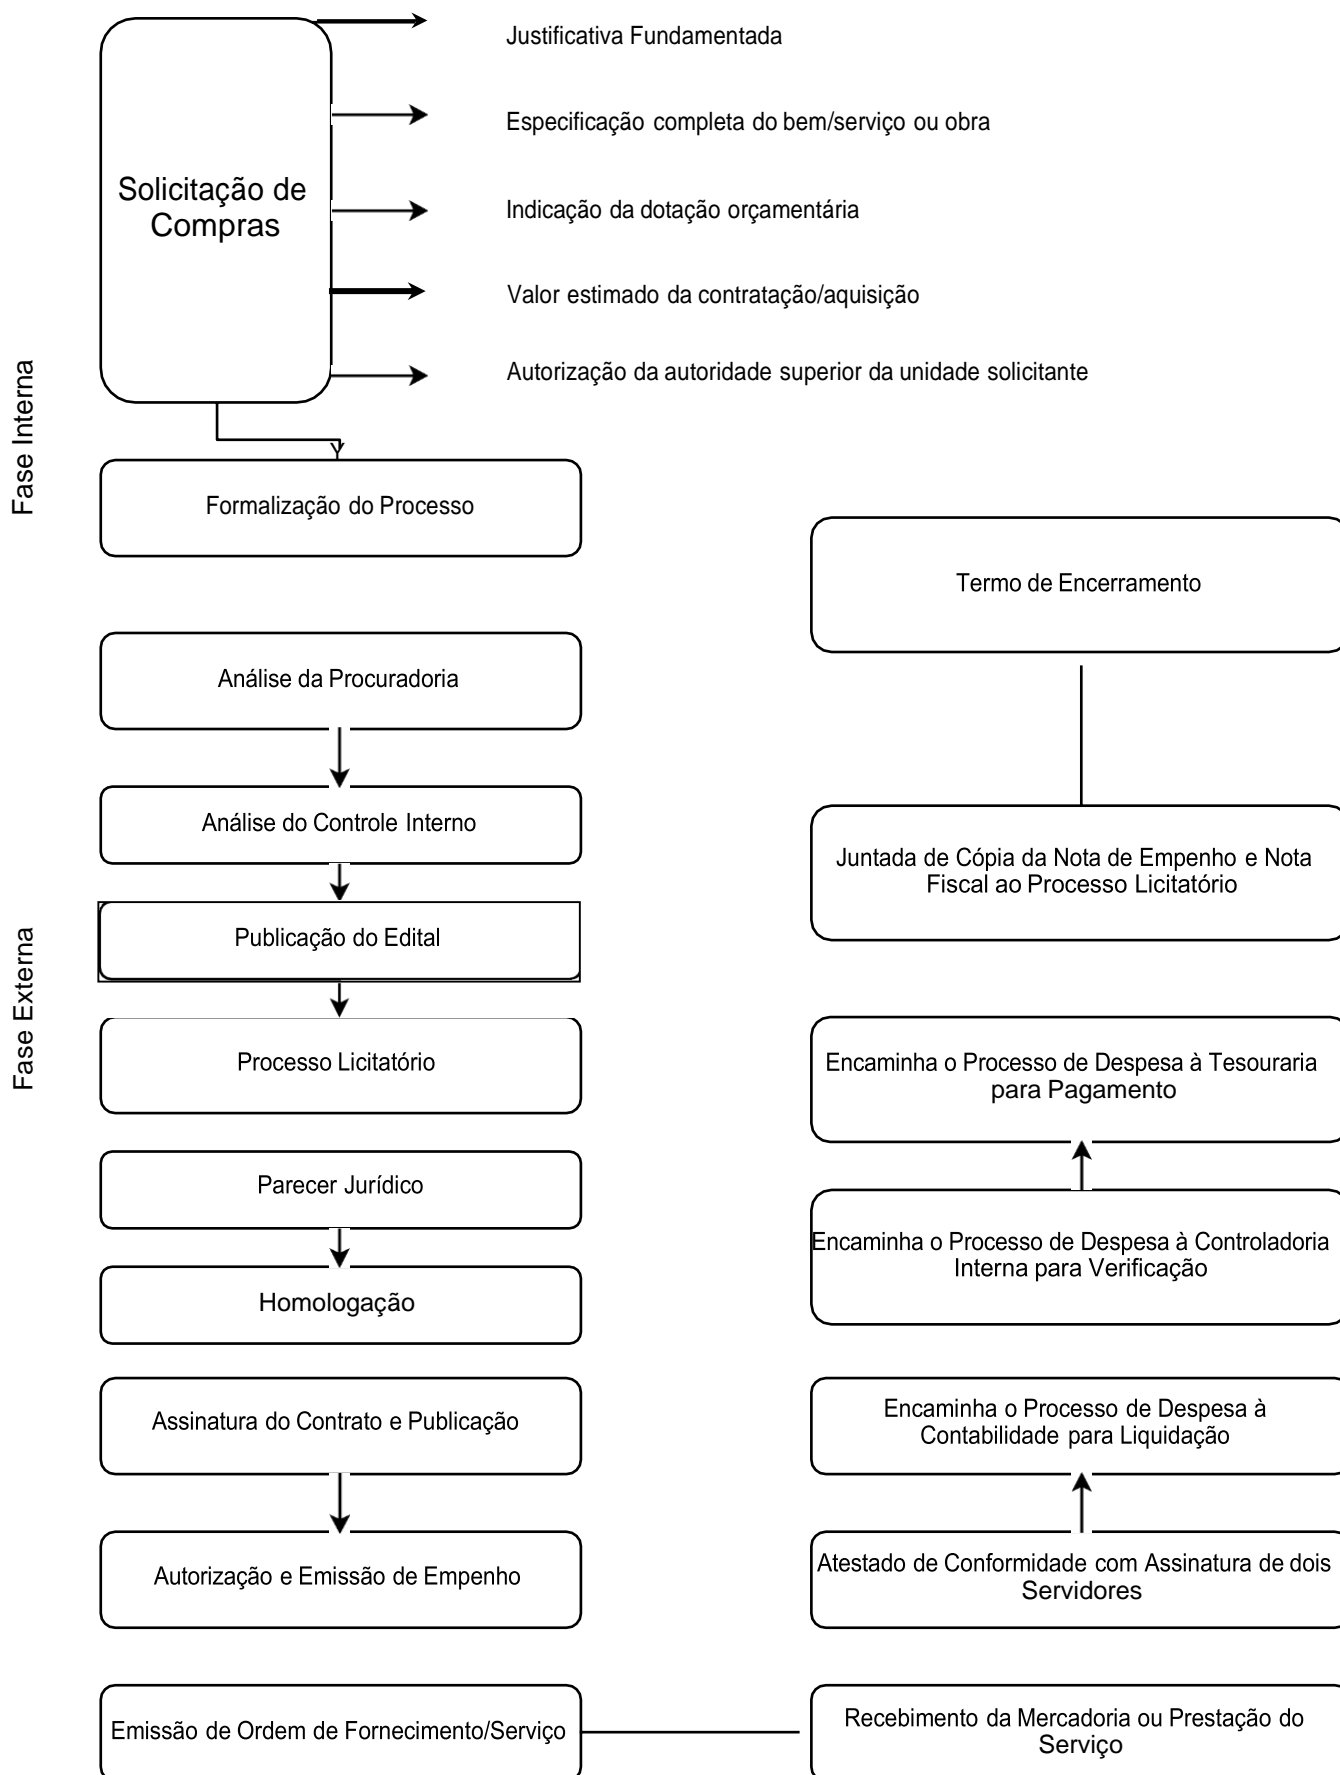 Justificativa Fundamentada
Especificação completa do bem/serviço ou obra
Solicitação de
Compras
Indicação da dotação orçamentária
Valor estimado da contratação/aquisição
Autorização da autoridade superior da unidade solicitante
Fase Interna
Formalização do Processo
Análise da Procuradoria
Análise do Controle Interno
Publicação do Edital
Fase Externa
Processo Licitatório
Parecer Jurídico
Homologação
Assinatura do Contrato e Publicação
Autorização e Emissão de Empenho
Emissão de Ordem de Fornecimento/Serviço
Termo de Encerramento
Juntada de Cópia da Nota de Empenho e Nota
Fiscal ao Processo Licitatório
Encaminha o Processo de Despesa à Tesouraria
para Pagamento
Encaminha o Processo de Despesa à Controladoria
Interna para Verificação
Encaminha o Processo de Despesa à
Contabilidade para Liquidação
Atestado de Conformidade com Assinatura de dois
Servidores
Recebimento da Mercadoria ou Prestação do
Serviço